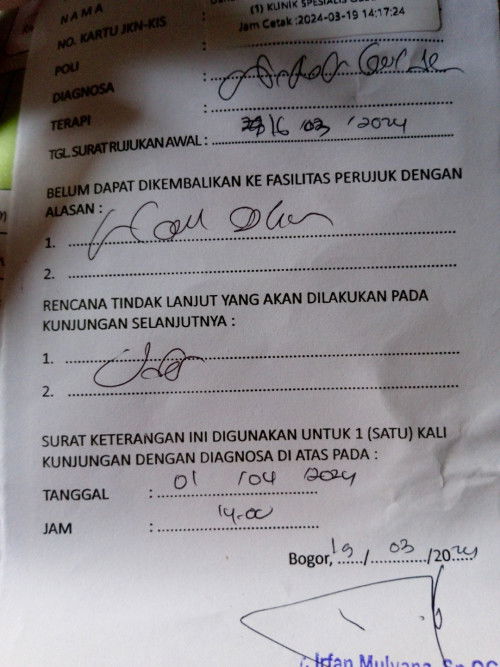 (1) KLINIK SPESIALIS
Jam Cetak :2024-03-19 14:17:24
NAMA
NO. KARTU JKN-KIS
POLI
DIAGNOSA :
TERAPI :
TGL. SURAT RUJUKAN AWAL : 16 / 03 / 2024
BELUM DAPAT DIKEMBALIKAN KE FASILITAS PERUJUK DENGAN
ALASAN :
1.
2.
RENCANA TINDAK LANJUT YANG AKAN DILAKUKAN PADA
KUNJUNGAN SELANJUTNYA :
1.
2.
SURAT KETERANGAN INI DIGUNAKAN UNTUK 1 (SATU) KALI
KUNJUNGAN DENGAN DIAGNOSA DI ATAS PADA :
TANGGAL : 01 / 04 2024
JAM : 14.00
Bogor, 19 / 03 / 2024
Irfan Mulyana, Sp.OG